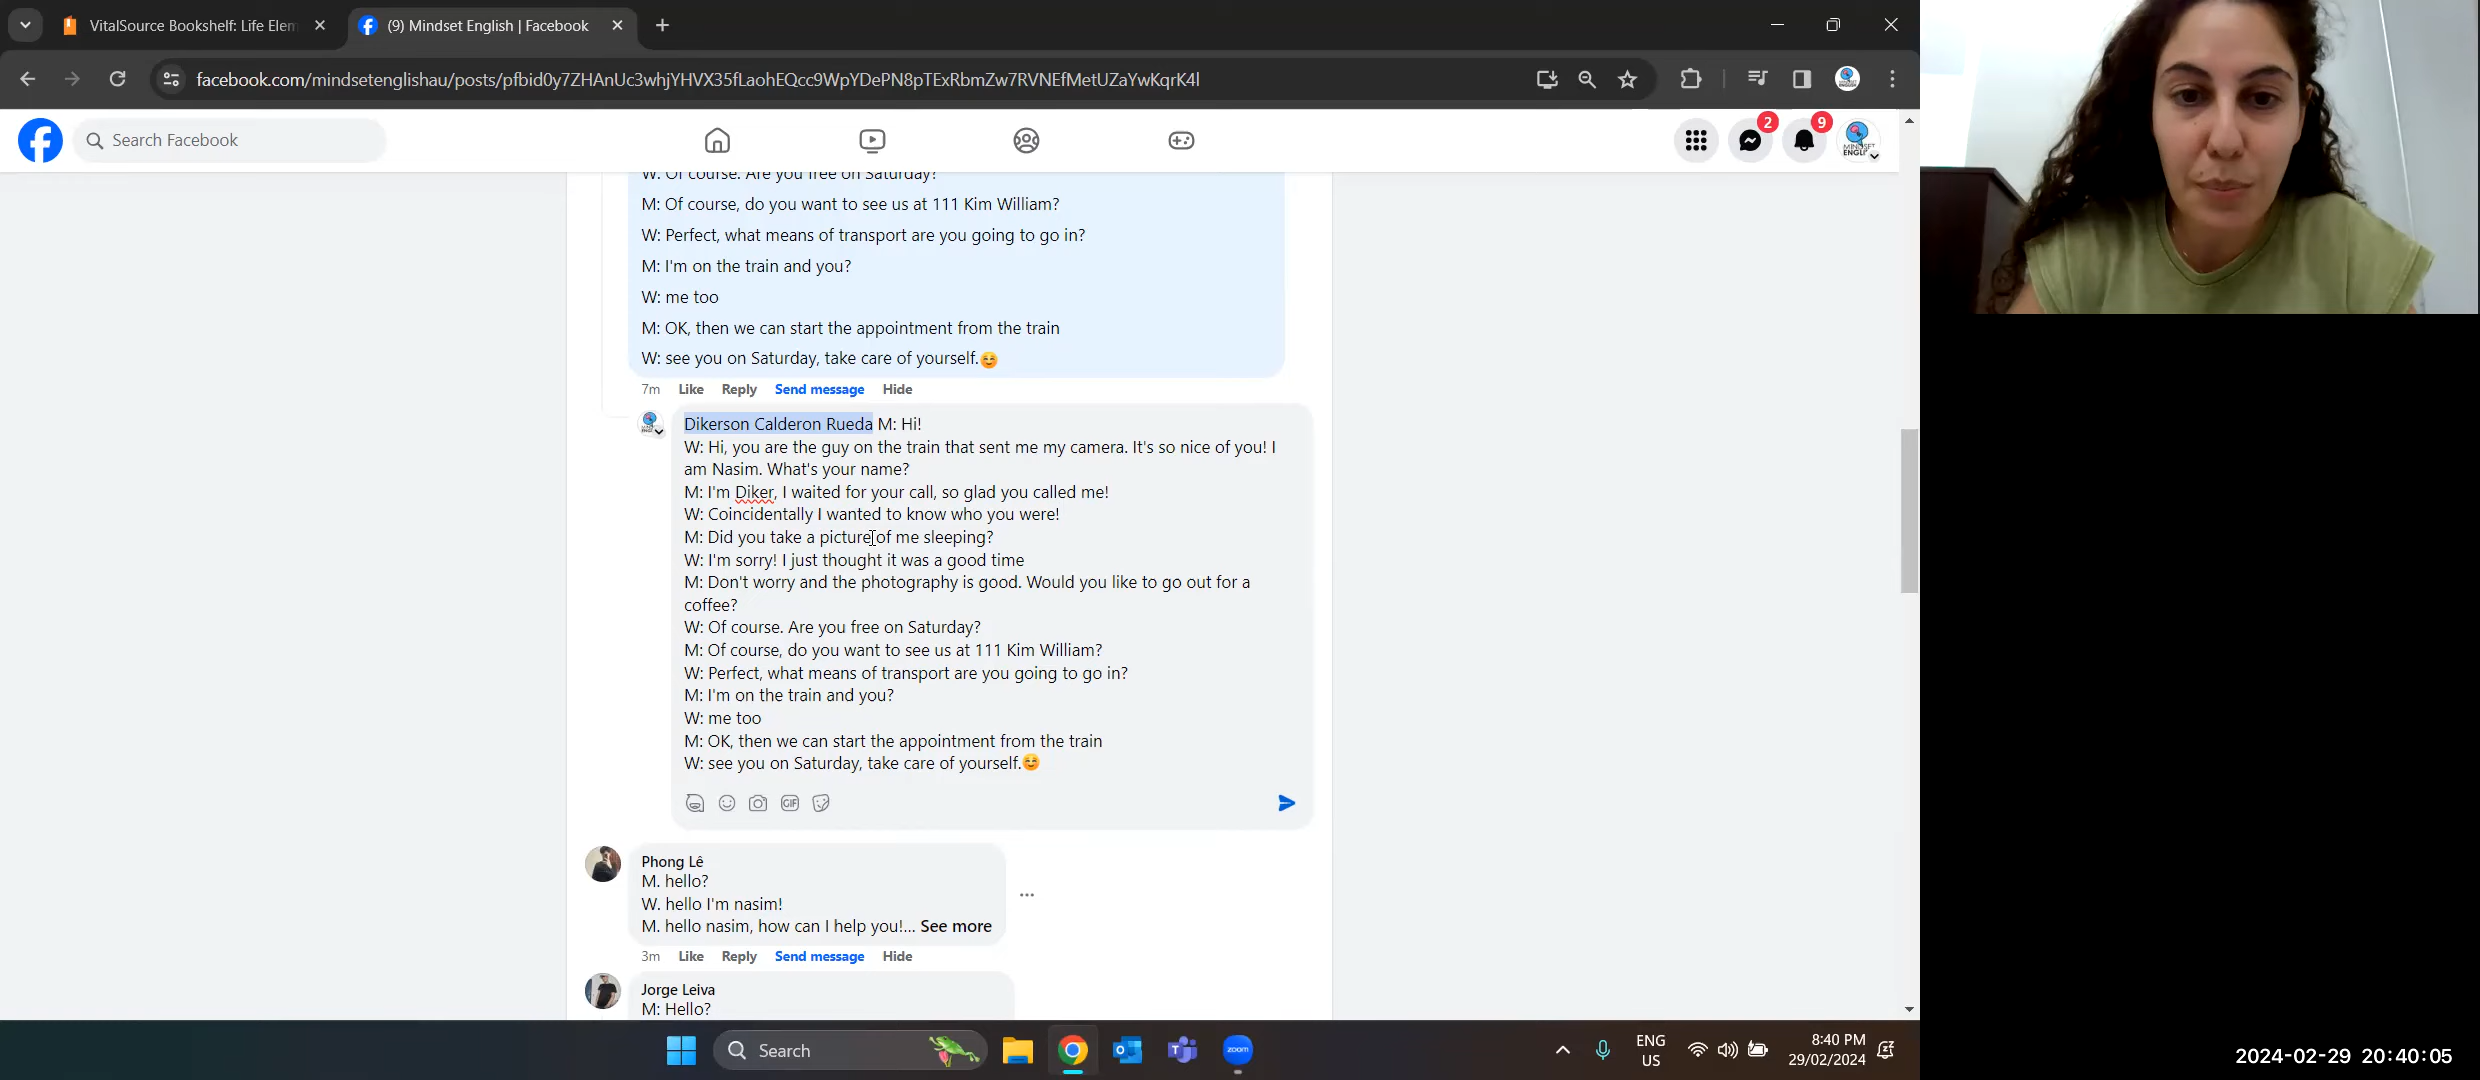 VitalSource Bookshelf: Life Elem
(9) Mindset English | Facebook
facebook.com/mindsetenglishau/posts/pfbid0y7ZHAnUc3whjYHVX35fLaohEQcc9WpYDePN8pTExRbmZw7RVNEfMetUZaYwKqrK4l
Search Facebook
2
9
W: Of course. Are you free on Saturday?
M: Of course, do you want to see us at 111 Kim William?
W: Perfect, what means of transport are you going to go in?
M: I'm on the train and you?
W: me too
M: OK, then we can start the appointment from the train
W: see you on Saturday, take care of yourself.😊
7m Like Reply Send message Hide
Dikerson Calderon Rueda M: Hi!
W: Hi, you are the guy on the train that sent me my camera. It's so nice of you! I
am Nasim. What's your name?
M: I'm Diker, I waited for your call, so glad you called me!
W: Coincidentally I wanted to know who you were!
M: Did you take a picture of me sleeping?
W: I'm sorry! I just thought it was a good time
M: Don't worry and the photography is good. Would you like to go out for a
coffee?
W: Of course. Are you free on Saturday?
M: Of course, do you want to see us at 111 Kim William?
W: Perfect, what means of transport are you going to go in?
M: I'm on the train and you?
W: me too
M: OK, then we can start the appointment from the train
W: see you on Saturday, take care of yourself.😊
GIF
Phong Lê
M. hello?
W. hello I'm nasim!
M. hello nasim, how can I help you!... See more
3m Like Reply Send message Hide
Jorge Leiva
M: Hello?
Search
zoom
ENG
US
8:40 PM
29/02/2024
2024-02-29 20:40:05